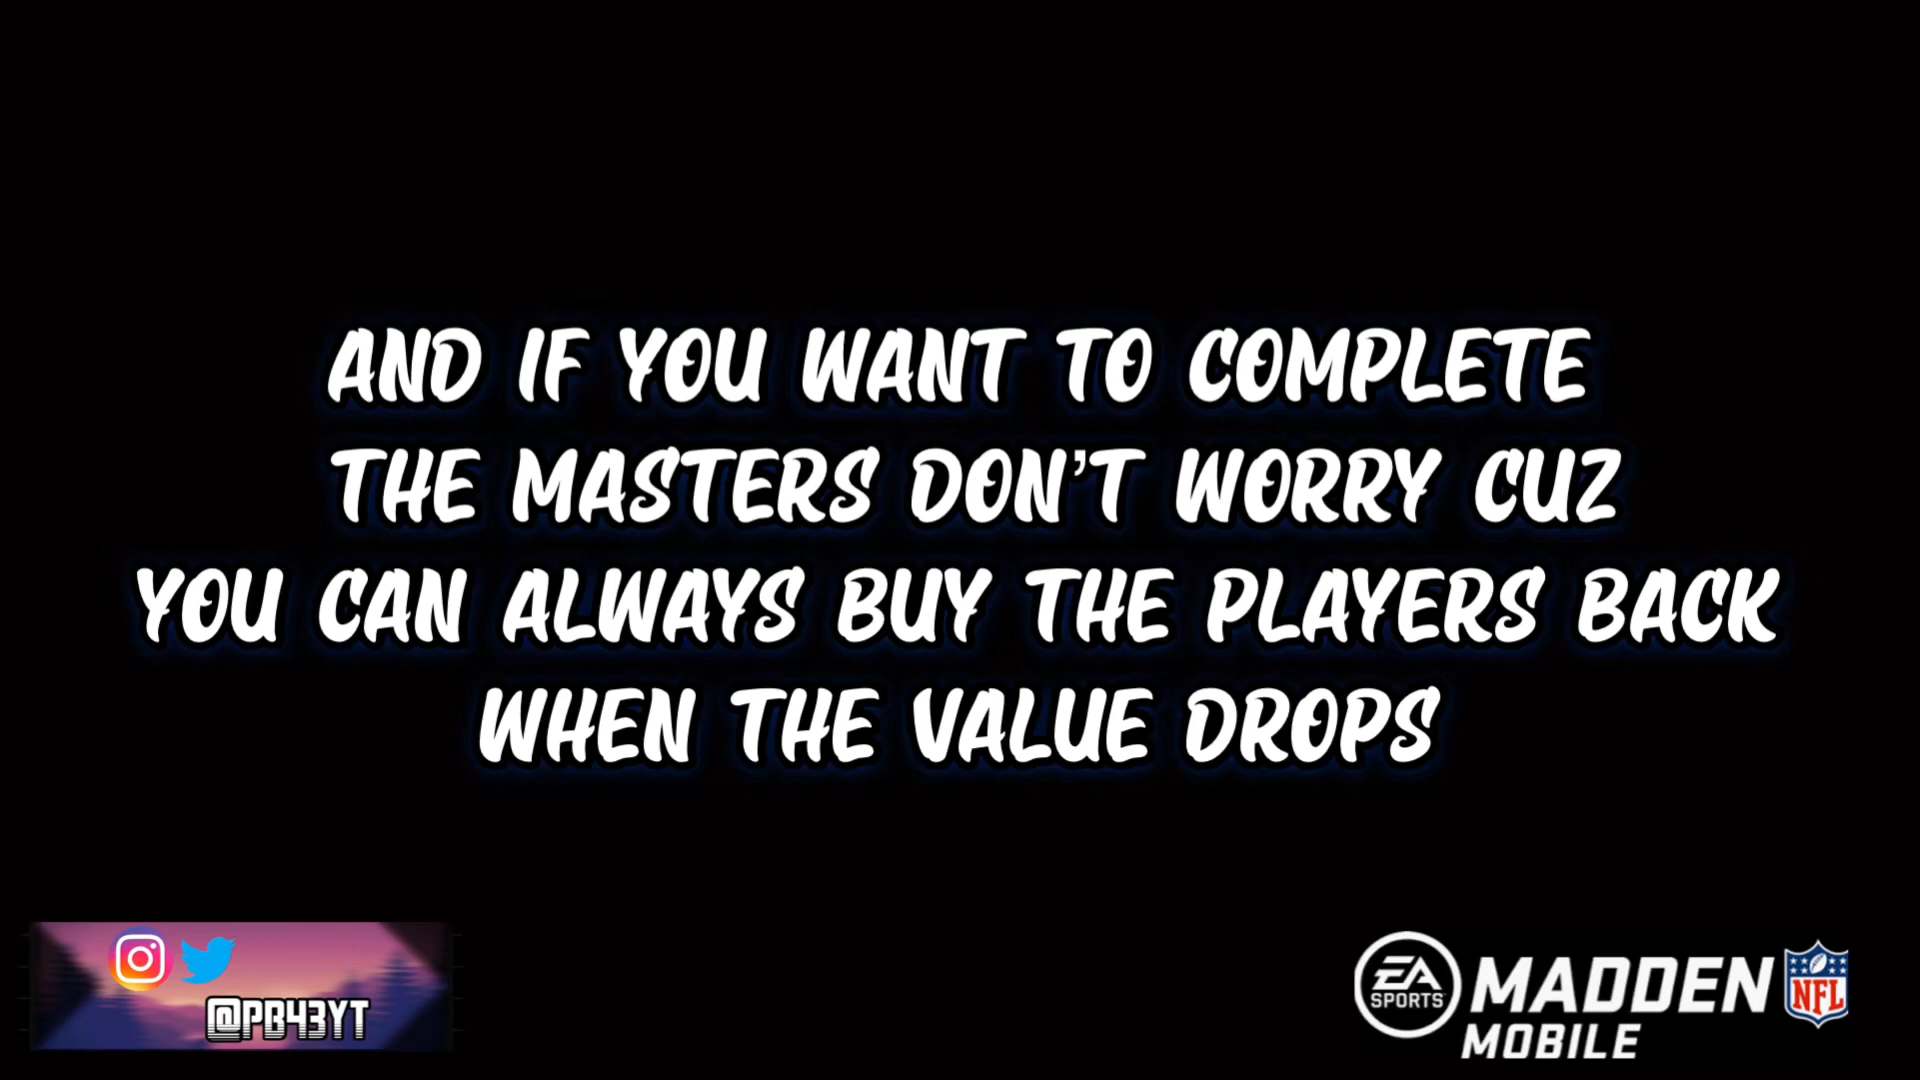 AND IF YOU WANT TO COMPLETE
THE MASTERS DON'T WORRY CUZ
YOU CAN ALWAYS BUY THE PLAYERS BACK
WHEN THE VALUE DROPS
@PB43YT
EA SPORTS MADDEN NFL
MOBILE